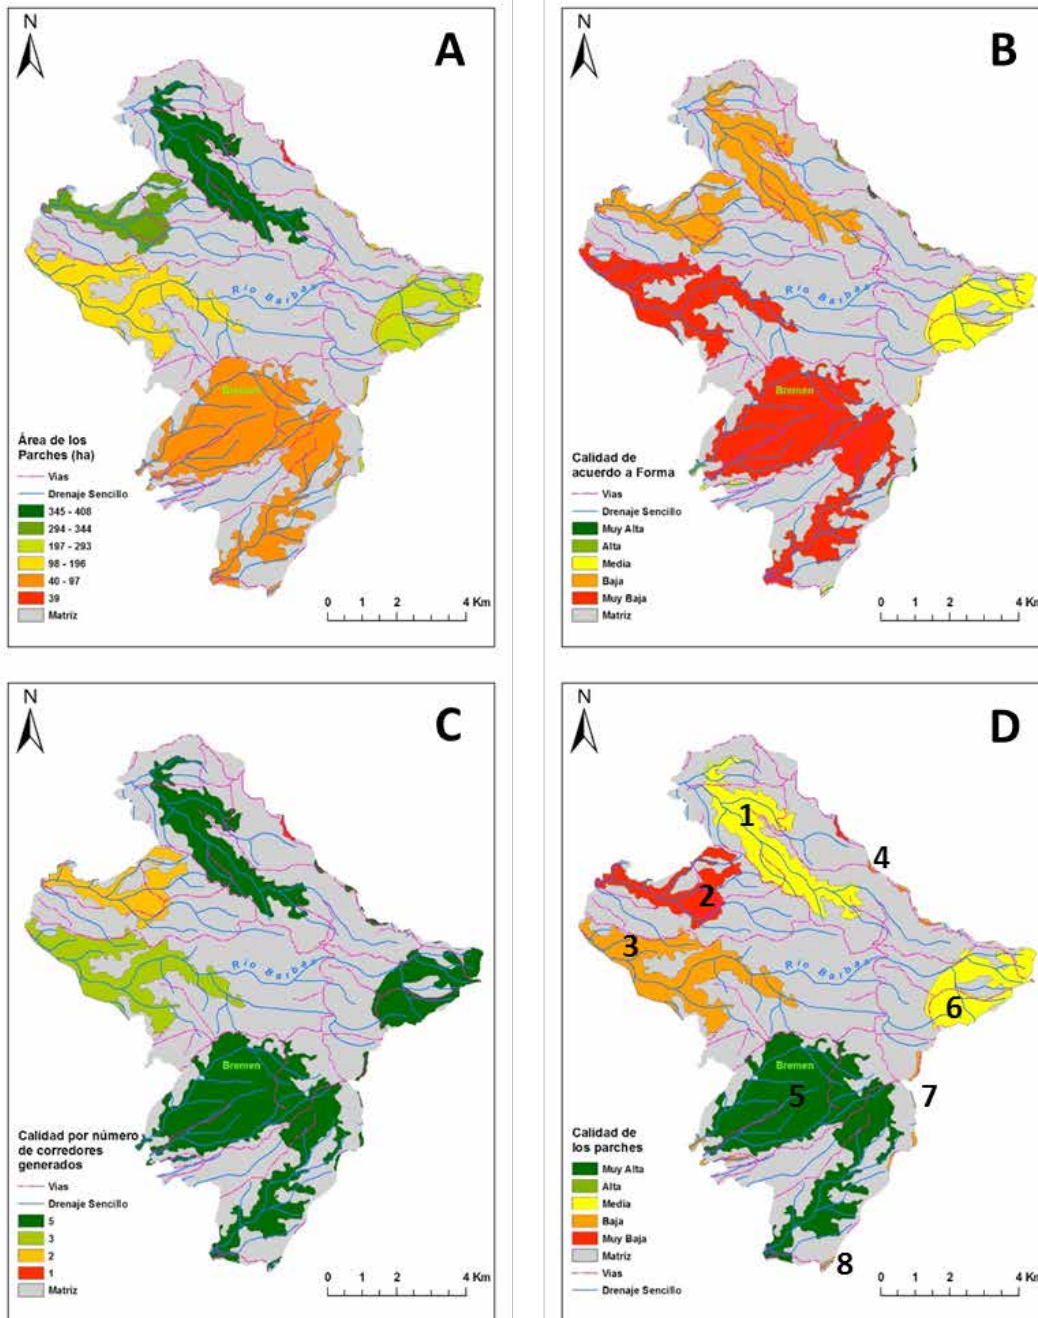 N
A
Río Barbas
Bremen
Área de los
Parches (ha)
Vias
Drenaje Sencillo
345 - 408
294 - 344
197 - 293
98 - 196
40 - 97
39
Matriz
0 1 2 4 Km
N
B
Río Barbas
Bremen
Calidad de
acuerdo a Forma
Vias
Drenaje Sencillo
Muy Alta
Alta
Media
Baja
Muy Baja
Matriz
0 1 2 4 Km
N
C
Río Barbas
Bremen
Calidad por número
de corredores
generados
Vias
Drenaje Sencillo
5
3
2
1
Matriz
0 1 2 4 Km
N
D
1
4
2
3
Río Barbas
6
Bremen
5
7
Calidad de
los parches
Muy Alta
Alta
Media
Baja
Muy Baja
Matriz
Vias
Drenaje Sencillo
8
0 1 2 4 Km